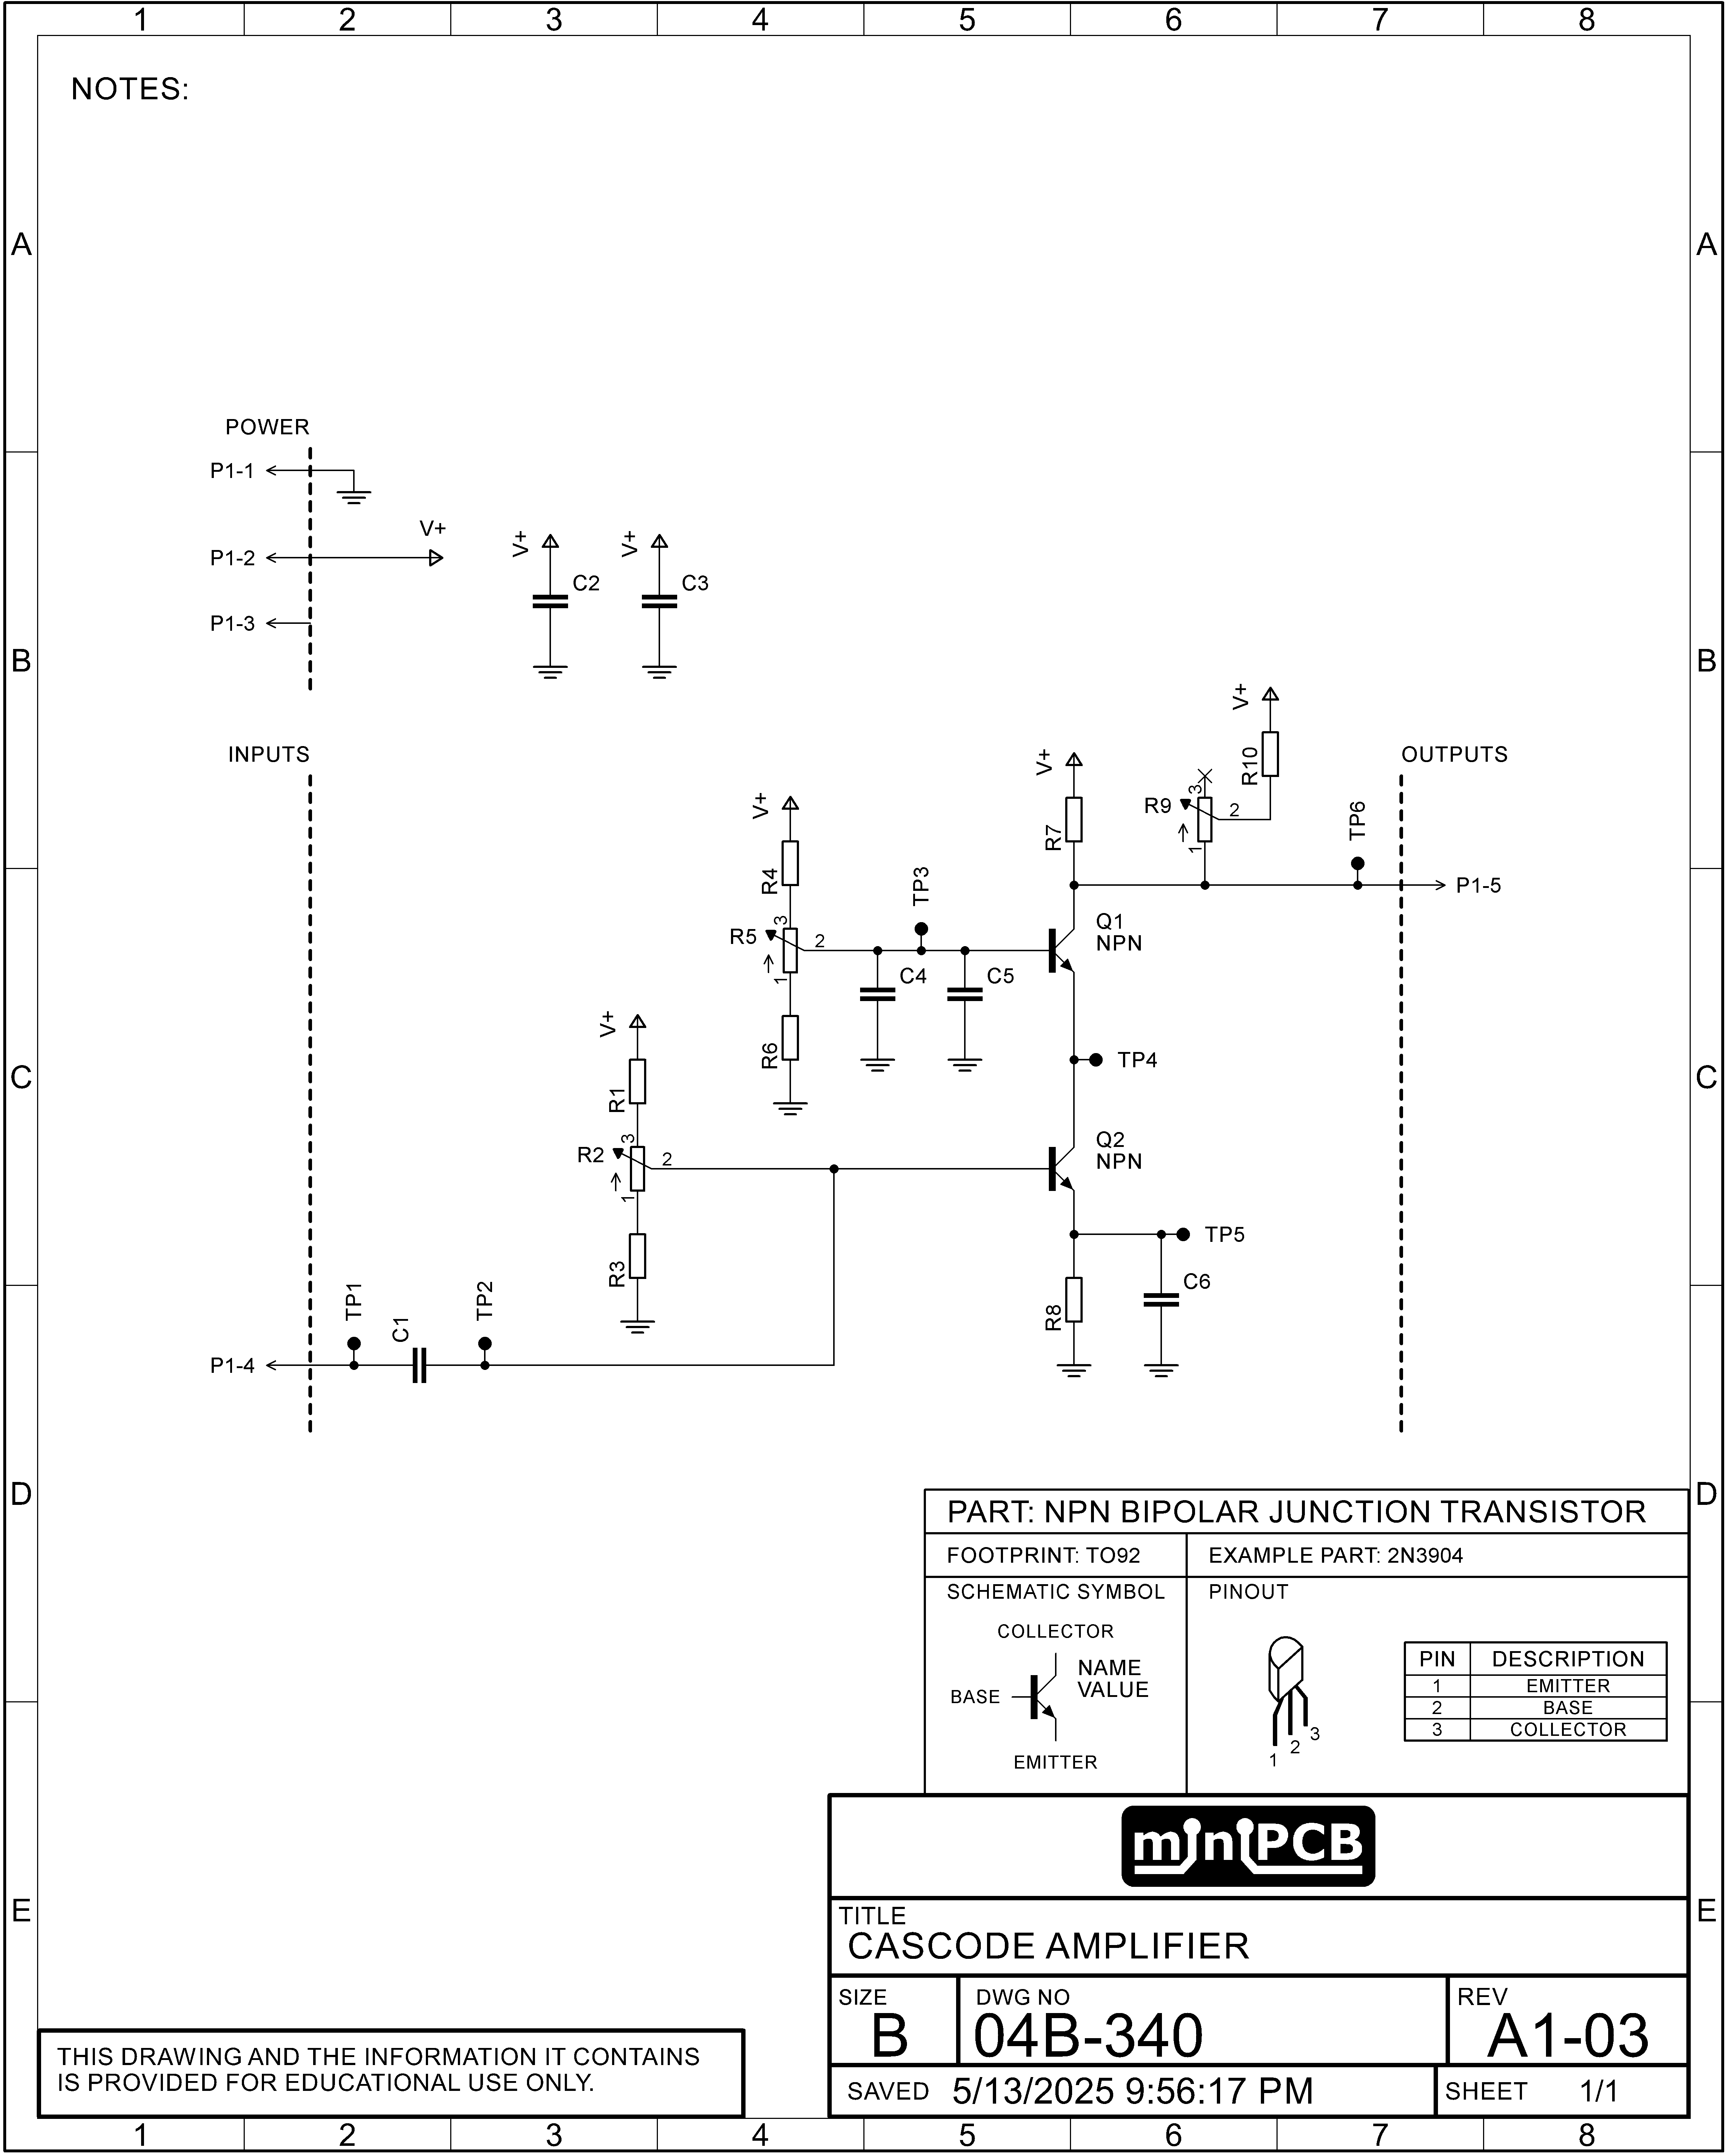 1 2 3 4 5 6 7 8
NOTES:
A A
POWER
P1-1
V+
P1-2
V+ C2
V+ C3
P1-3
B B
V+
R10
INPUTS
OUTPUTS
V+
R7
3
R9
2
1
TP6
V+
R4
P1-5
TP3
3
R5 2
1
Q1
NPN
C4
C5
R6
V+
TP4
C C
R1
3
R2 2
1
Q2
NPN
R3
TP5
C6
R8
TP1
C1
TP2
P1-4
D D
PART: NPN BIPOLAR JUNCTION TRANSISTOR
FOOTPRINT: TO92
EXAMPLE PART: 2N3904
SCHEMATIC SYMBOL
COLLECTOR
BASE
NAME
VALUE
EMITTER
PINOUT
1 2 3
PIN DESCRIPTION
1 EMITTER
2 BASE
3 COLLECTOR
miniPCB
E E
TITLE
CASCODE AMPLIFIER
SIZE
B
DWG NO
04B-340
REV
A1-03
SAVED 5/13/2025 9:56:17 PM
SHEET 1/1
THIS DRAWING AND THE INFORMATION IT CONTAINS
IS PROVIDED FOR EDUCATIONAL USE ONLY.
1 2 3 4 5 6 7 8